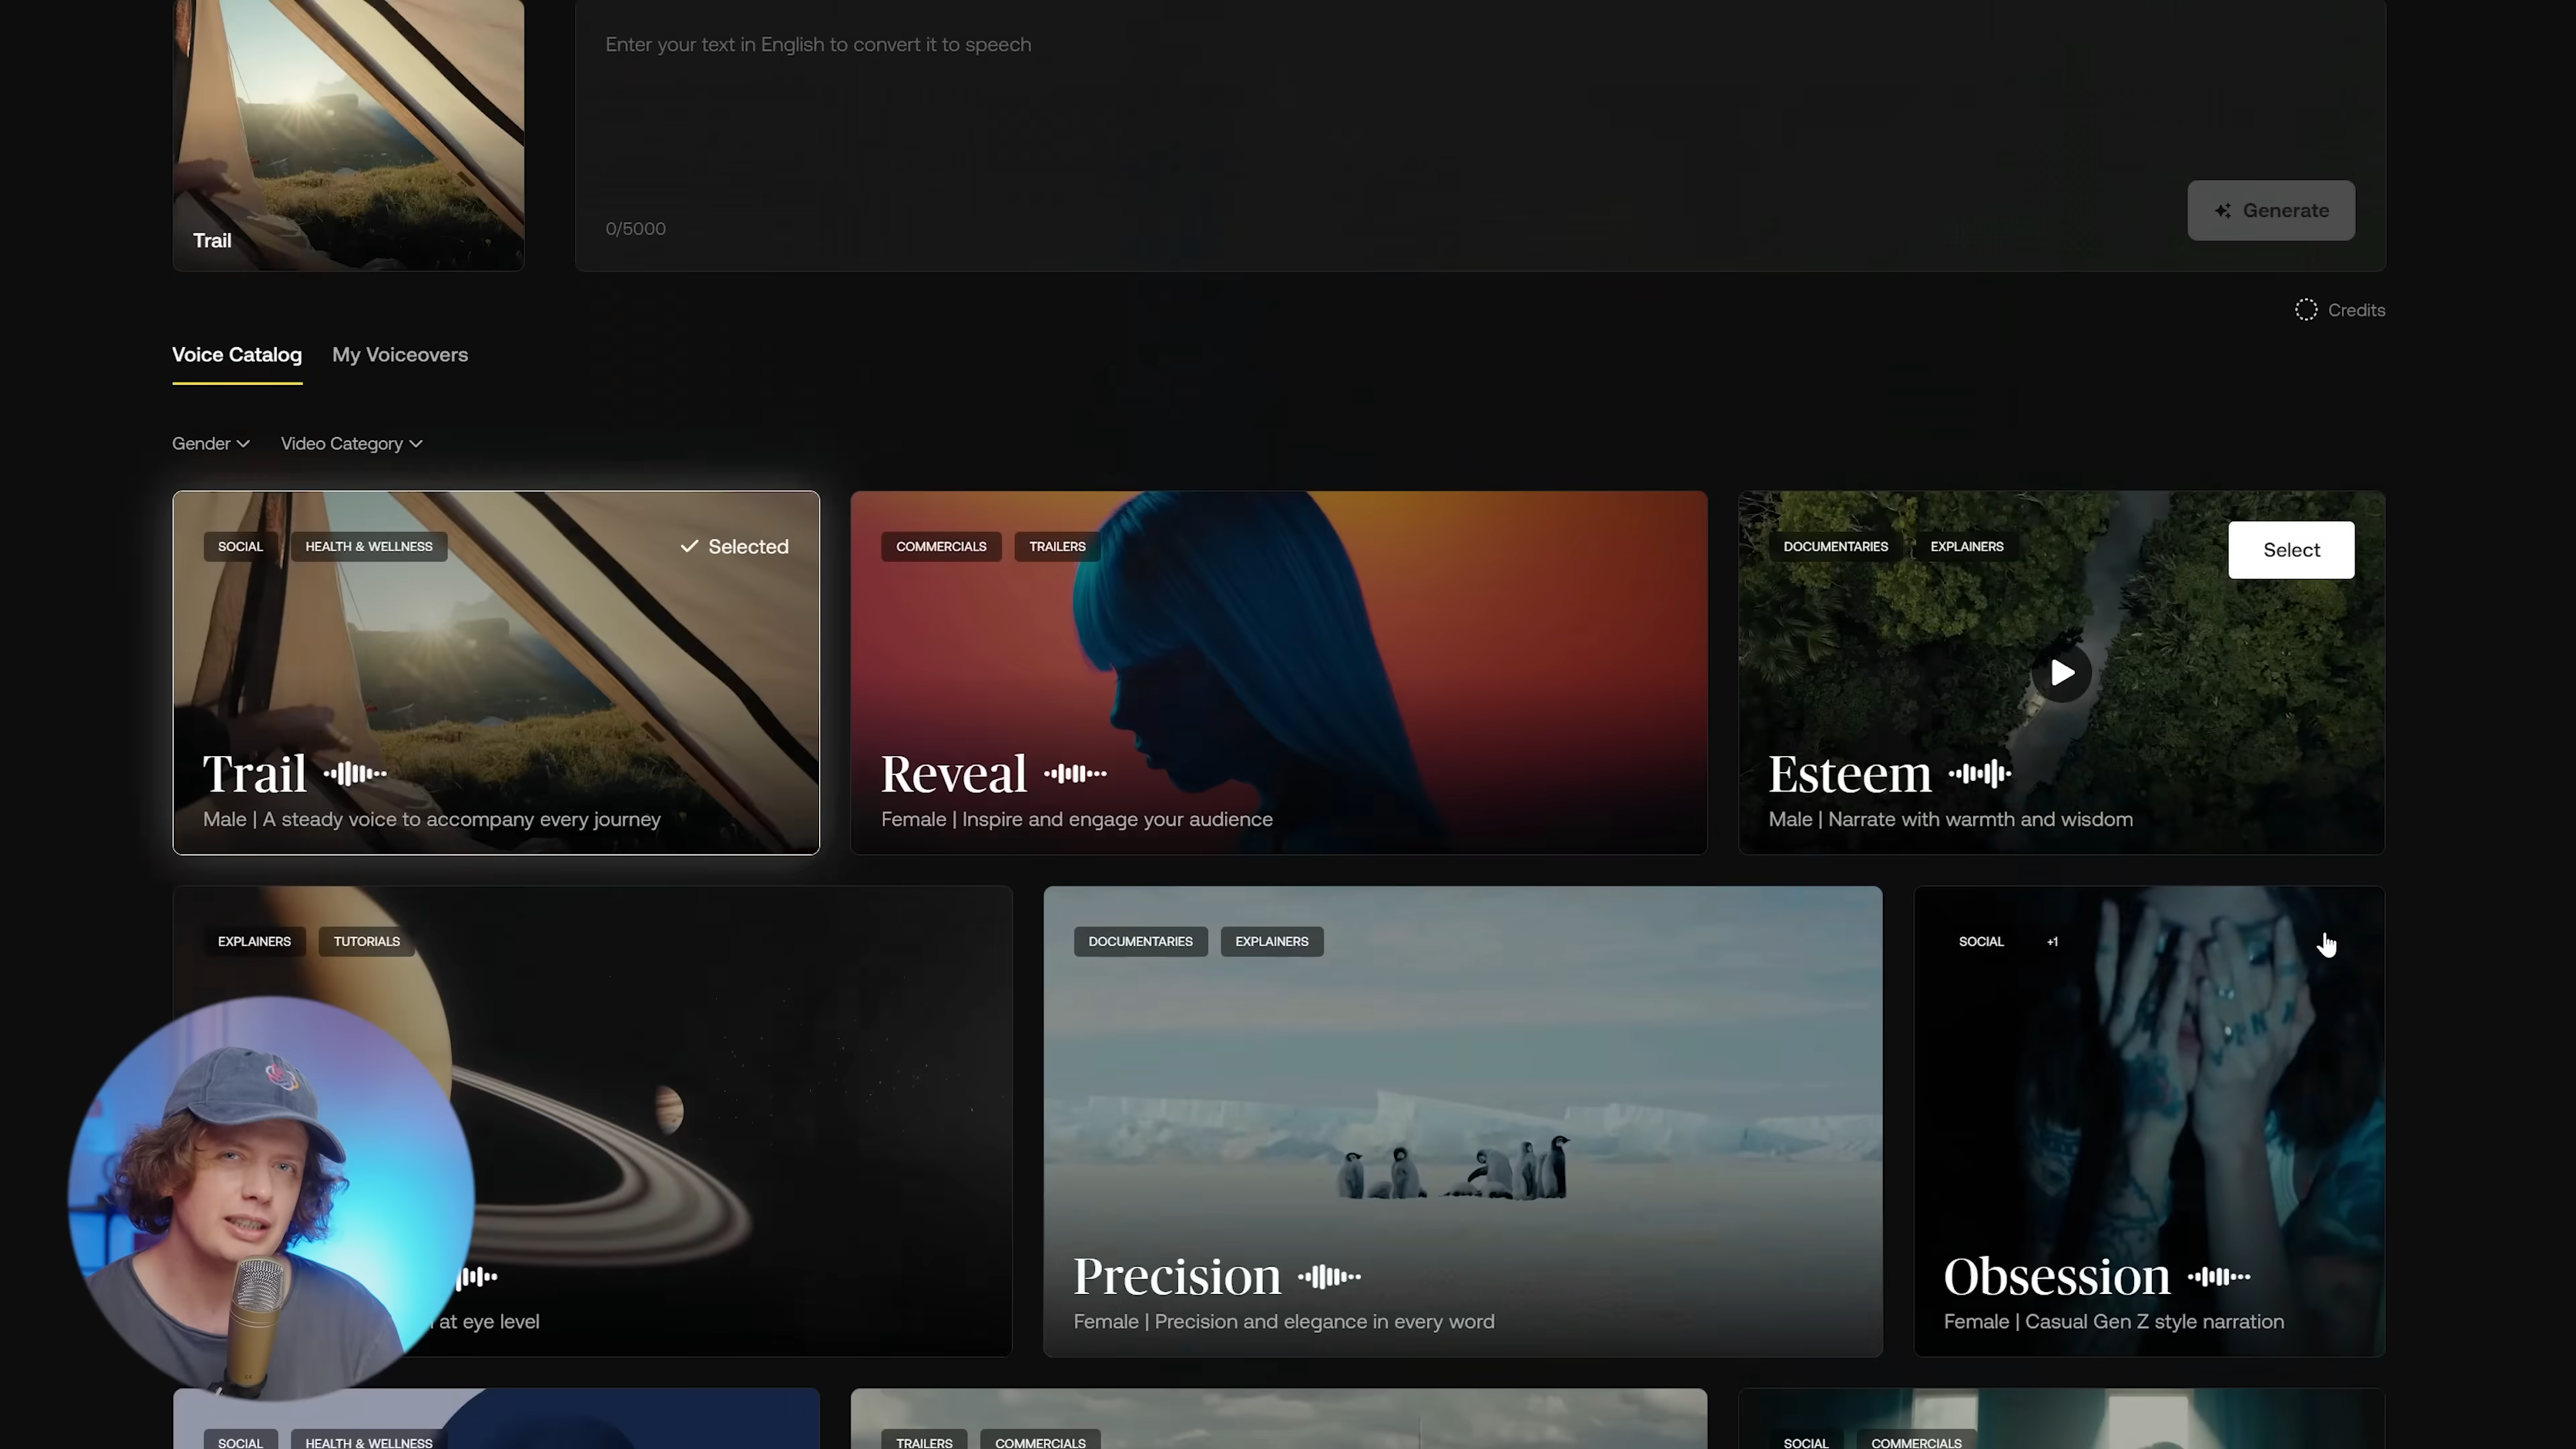 Enter your text in English to convert it to speech
0/5000
Generate
Trail
Credits
Voice Catalog My Voiceovers
Gender Video Category
SOCIAL HEALTH & WELLNESS Selected
Trail
Male | A steady voice to accompany every journey
COMMERCIALS TRAILERS
Reveal
Female | Inspire and engage your audience
DOCUMENTARIES EXPLAINERS Select
Esteem
Male | Narrate with warmth and wisdom
EXPLAINERS TUTORIALS
at eye level
DOCUMENTARIES EXPLAINERS
Precision
Female | Precision and elegance in every word
SOCIAL +1
Obsession
Female | Casual Gen Z style narration
SOCIAL HEALTH & WELLNESS
TRAILERS COMMERCIALS
SOCIAL COMMERCIALS